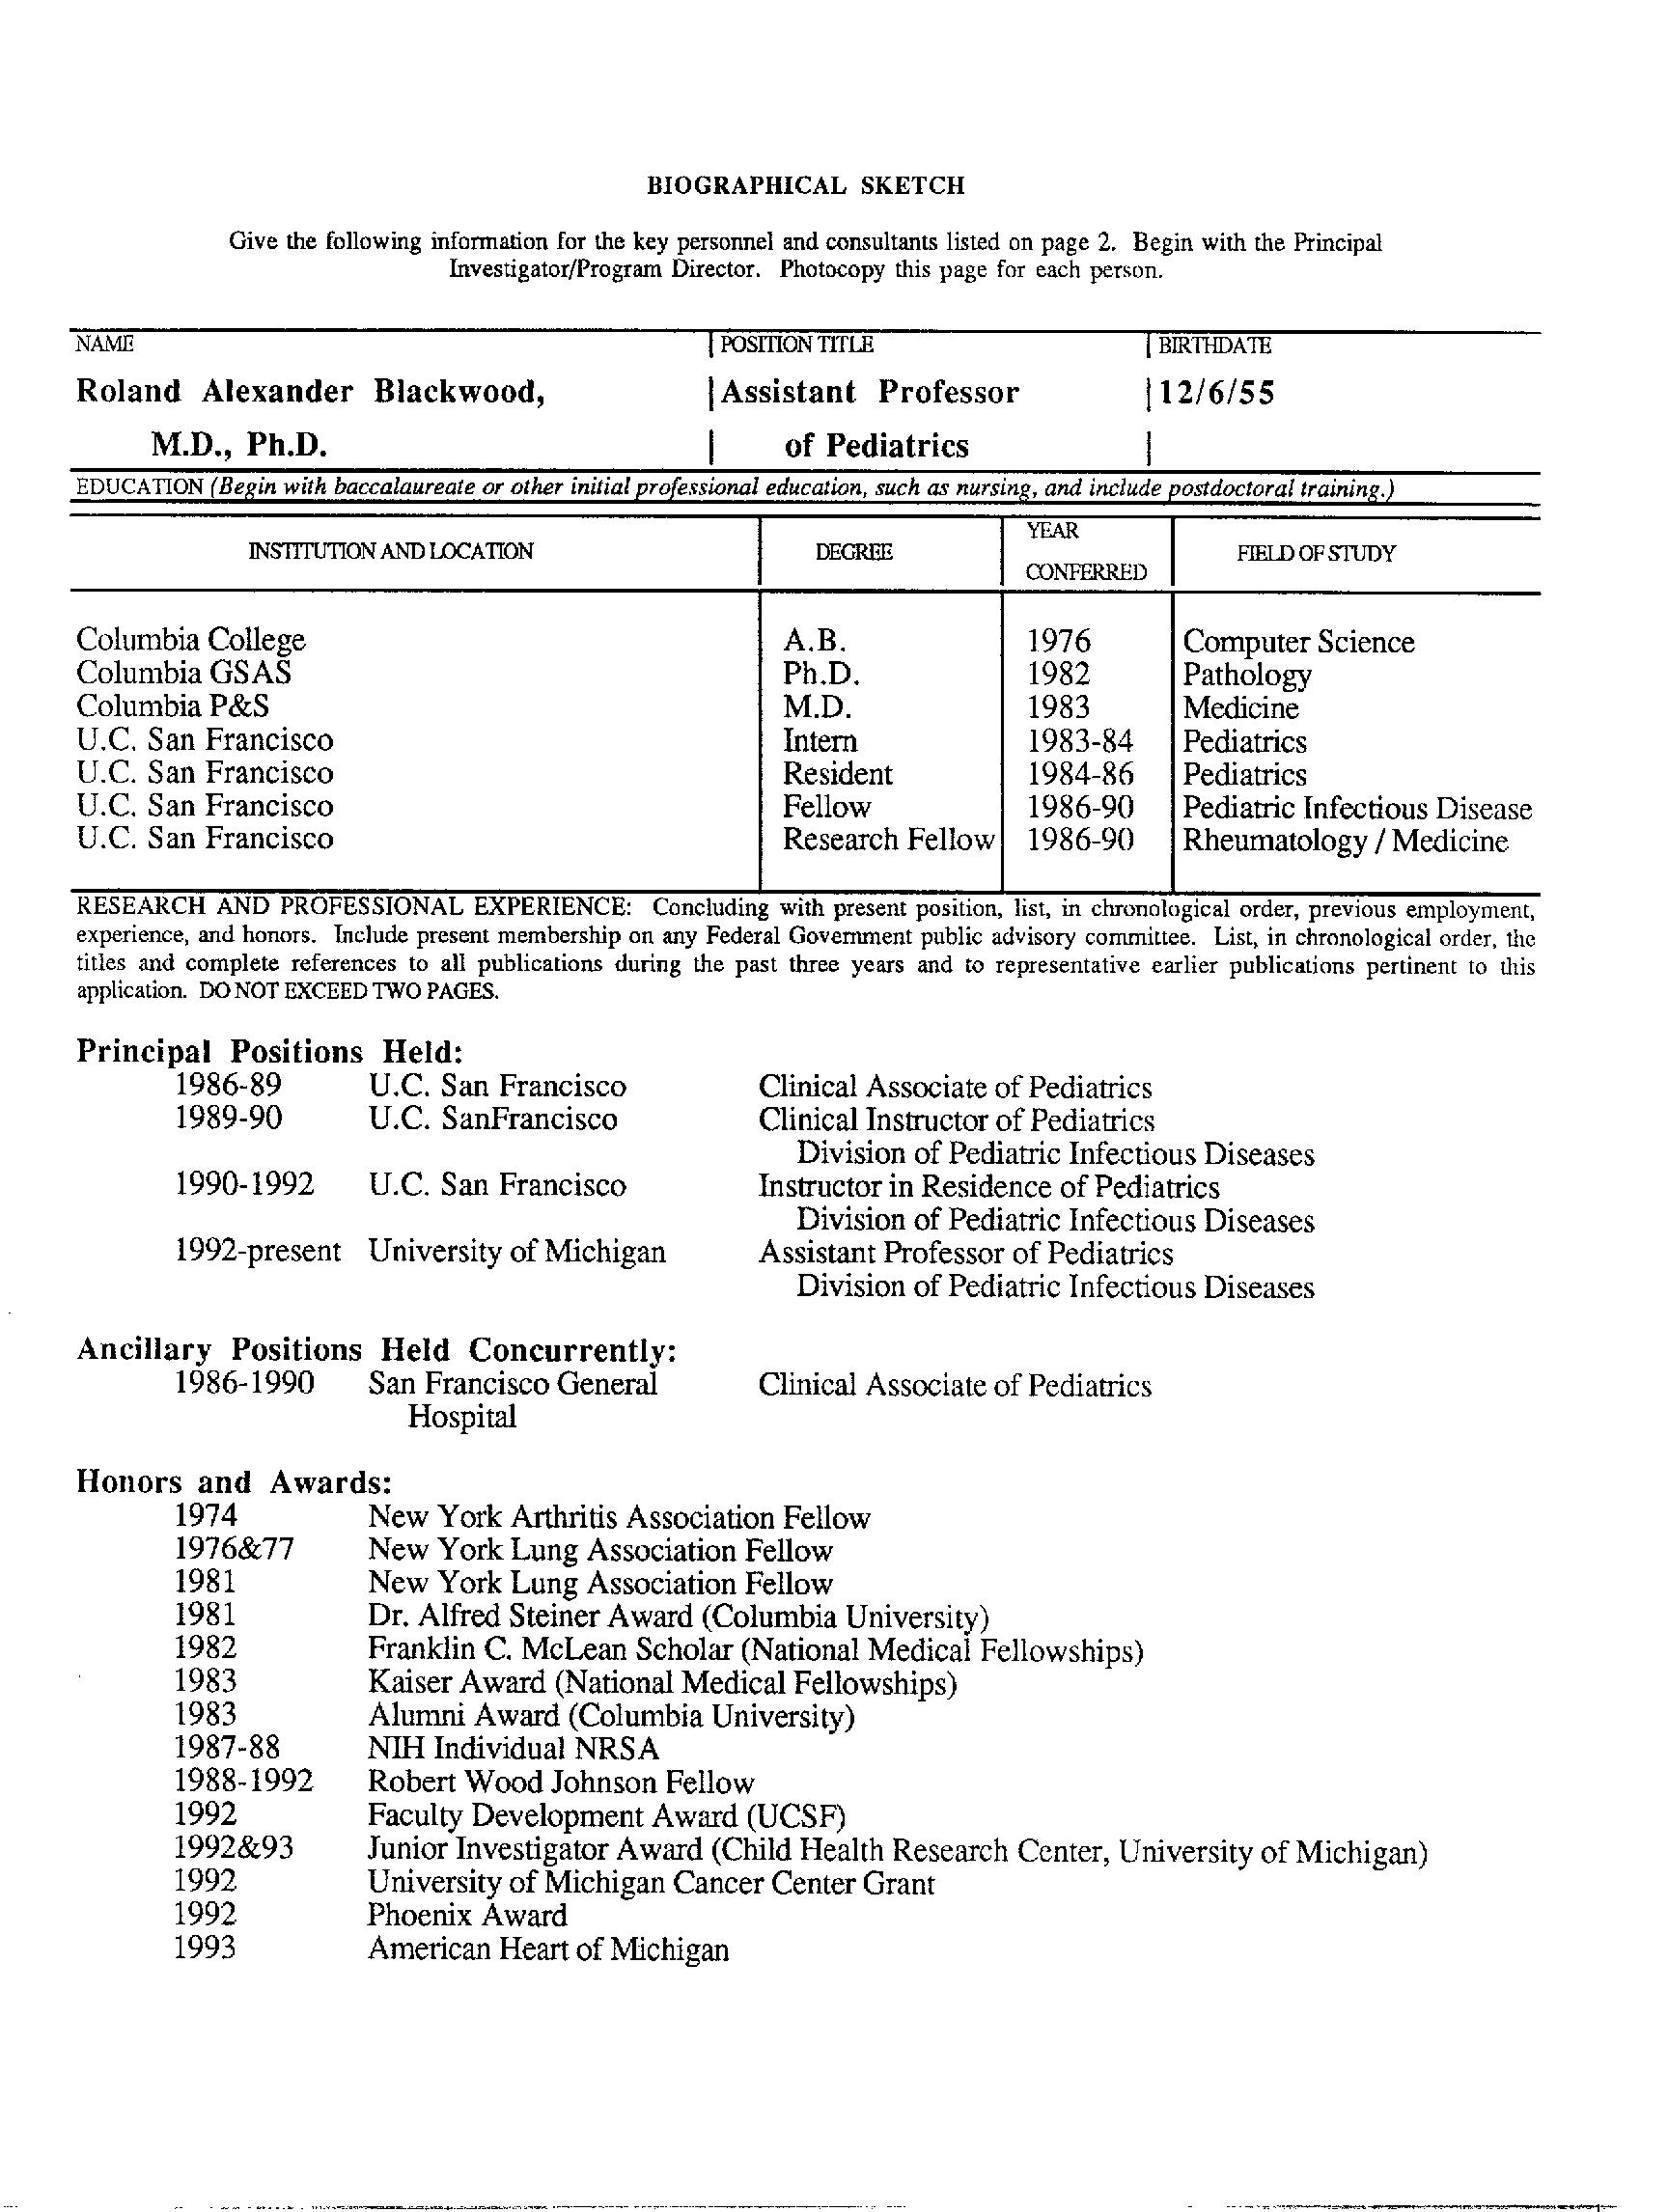 BIOGRAPHICAL SKETCH
Give the following information for the key personnel and consultants listed on page 2. Begin with the Principal
Investigator/Program Director. Photocopy this page for each person.
NAME POSITION TITLE BIRTHDATE
Roland Alexander Blackwood, Assistant Professor 12/6/55
M.D., Ph.D. of Pediatrics
EDUCATION (Begin with baccalaureate or other initial professional education, such as nursing, and include postdoctoral training.)
INSTITUTION AND LOCATION DEGREE YEAR CONFERRED FIELD OF STUDY
Columbia College A.B. 1976 Computer Science
Columbia GSAS Ph.D. 1982 Pathology
Columbia P&S M.D. 1983 Medicine
U.C. San Francisco Intern 1983-84 Pediatrics
U.C. San Francisco Resident 1984-86 Pediatrics
U.C. San Francisco Fellow 1986-90 Pediatric Infectious Disease
U.C. San Francisco Research Fellow 1986-90 Rheumatology / Medicine
RESEARCH AND PROFESSIONAL EXPERIENCE: Concluding with present position, list, in chronological order, previous employment,
experience, and honors. Include present membership on any Federal Government public advisory committee. List, in chronological order, the
titles and complete references to all publications during the past three years and to representative earlier publications pertinent to this
application. DO NOT EXCEED TWO PAGES.
Principal Positions Held:
1986-89 U.C. San Francisco Clinical Associate of Pediatrics
1989-90 U.C. SanFrancisco Clinical Instructor of Pediatrics
Division of Pediatric Infectious Diseases
1990-1992 U.C. San Francisco Instructor in Residence of Pediatrics
Division of Pediatric Infectious Diseases
1992-present University of Michigan Assistant Professor of Pediatrics
Division of Pediatric Infectious Diseases
Ancillary Positions Held Concurrently:
1986-1990 San Francisco General Clinical Associate of Pediatrics
Hospital
Honors and Awards:
1974 New York Arthritis Association Fellow
1976&77 New York Lung Association Fellow
1981 New York Lung Association Fellow
1981 Dr. Alfred Steiner Award (Columbia University)
1982 Franklin C. McLean Scholar (National Medical Fellowships)
1983 Kaiser Award (National Medical Fellowships)
1983 Alumni Award (Columbia University)
1987-88 NIH Individual NRSA
1988-1992 Robert Wood Johnson Fellow
1992 Faculty Development Award (UCSF)
1992&93 Junior Investigator Award (Child Health Research Center, University of Michigan)
1992 University of Michigan Cancer Center Grant
1992 Phoenix Award
1993 American Heart of Michigan